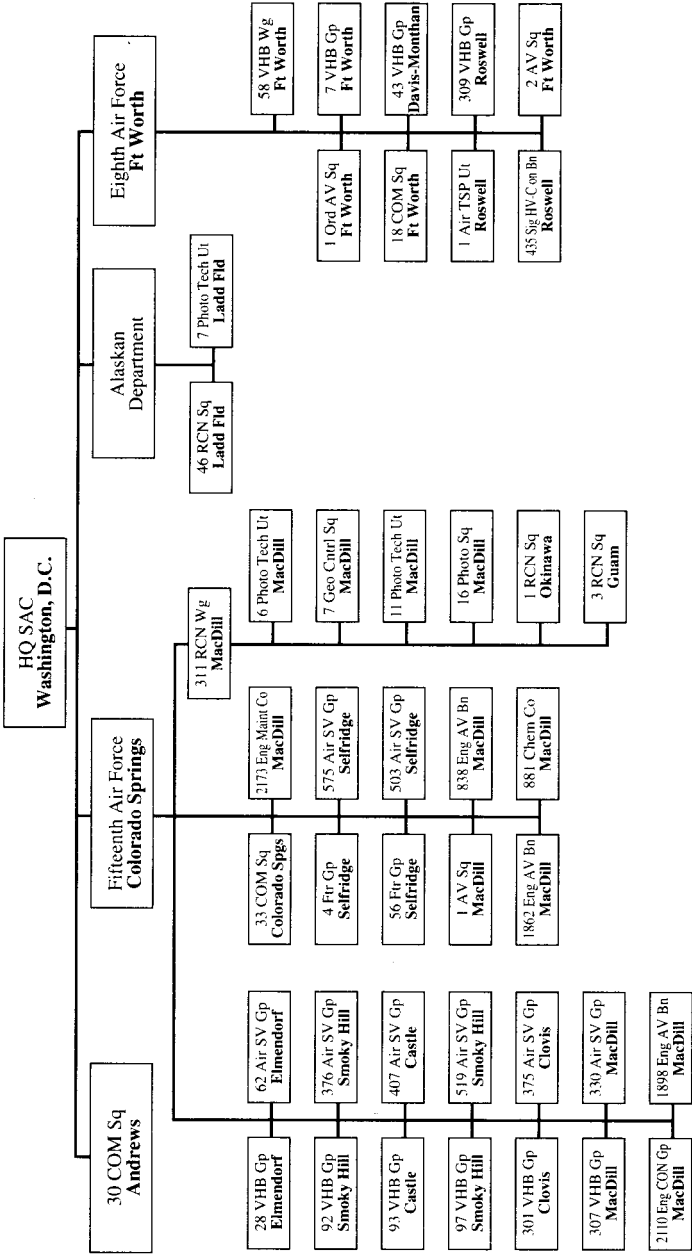 HQ SAC
Washington, D.C.
30 COM Sq
Andrews
Fifteenth Air Force
Colorado Springs
Alaskan
Department
Eighth Air Force
Ft Worth
28 VHB Gp
Elmendorf
62 Air SV Gp
Elmendorf
92 VHB Gp
Smoky Hill
376 Air SV Gp
Smoky Hill
93 VHB Gp
Castle
407 Air SV Gp
Castle
97 VHB Gp
Smoky Hill
519 Air SV Gp
Smoky Hill
301 VHB Gp
Clovis
375 Air SV Gp
Clovis
307 VHB Gp
MacDill
330 Air SV Gp
MacDill
2110 Eng CON Gp
MacDill
1898 Eng AV Bn
MacDill
33 COM Sq
Colorado Spgs
2173 Eng Maint Co
MacDill
4 Ftr Gp
Selfridge
575 Air SV Gp
Selfridge
56 Ftr Gp
Selfridge
503 Air SV Gp
Selfridge
1 AV Sq
MacDill
838 Eng AV Bn
MacDill
1862 Eng AV Bn
MacDill
881 Chem Co
MacDill
311 RCN Wg
MacDill
6 Photo Tech Ut
MacDill
7 Geo Cntrl Sq
MacDill
11 Photo Tech Ut
MacDill
16 Photo Sq
MacDill
1 RCN Sq
Okinawa
3 RCN Sq
Guam
46 RCN Sq
Ladd Fld
7 Photo Tech Ut
Ladd Fld
58 VHB Wg
Ft Worth
1 Ord AV Sq
Ft Worth
7 VHB Gp
Ft Worth
18 COM Sq
Ft Worth
43 VHB Gp
Davis-Monthan
1 Air TSP Ut
Roswell
309 VHB Gp
Roswell
435 Sig HV-C on Bn
Roswell
2 AV Sq
Ft Worth